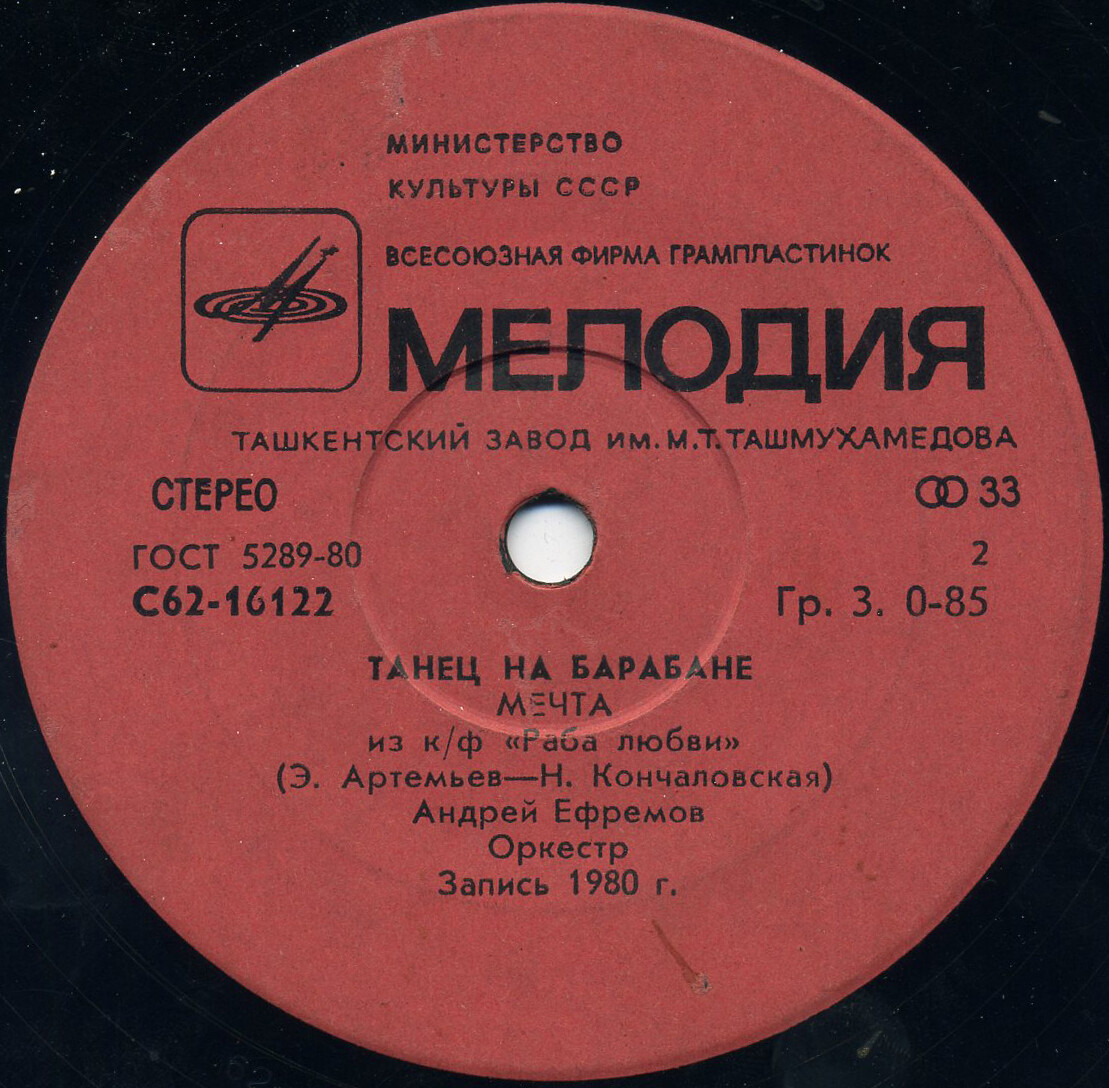 МИНИСТЕРСТВО
КУЛЬТУРЫ СССР
ВСЕСОЮЗНАЯ ФИРМА ГРАМПЛАСТИНОК
МЕЛОДИЯ
ТАШКЕНТСКИЙ ЗАВОД ИМ. М.Т. ТАШМУХАМЕДОВА
СТЕРЕО 33
ГОСТ 5289-80 2
С62-16122 Гр. 3. 0-85
ТАНЕЦ НА БАРАБАНЕ
МЕЧТА
из к/ф «Раба любви»
(Э. Артемьев—Н. Кончаловская)
Андрей Ефремов
Оркестр
Запись 1980 г.